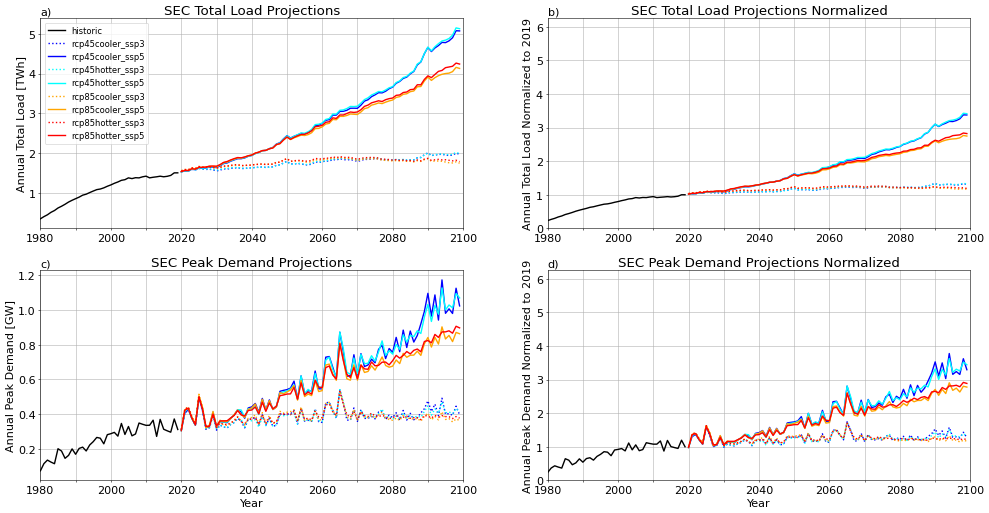 a)
SEC Total Load Projections
Annual Total Load [TWh]
5
4
3
2
1
historic
rcp45cooler_ssp3
rcp45cooler_ssp5
rcp45hotter_ssp3
rcp45hotter_ssp5
rcp85cooler_ssp3
rcp85cooler_ssp5
rcp85hotter_ssp3
rcp85hotter_ssp5
1980 2000 2020 2040 2060 2080 2100
b)
SEC Total Load Projections Normalized
Annual Total Load Normalized to 2019
6
5
4
3
2
1
0
1980 2000 2020 2040 2060 2080 2100
c)
SEC Peak Demand Projections
Annual Peak Demand [GW]
1.2
1.0
0.8
0.6
0.4
0.2
1980 2000 2020 2040 2060 2080 2100
Year
d)
SEC Peak Demand Projections Normalized
Annual Peak Demand Normalized to 2019
6
5
4
3
2
1
0
1980 2000 2020 2040 2060 2080 2100
Year